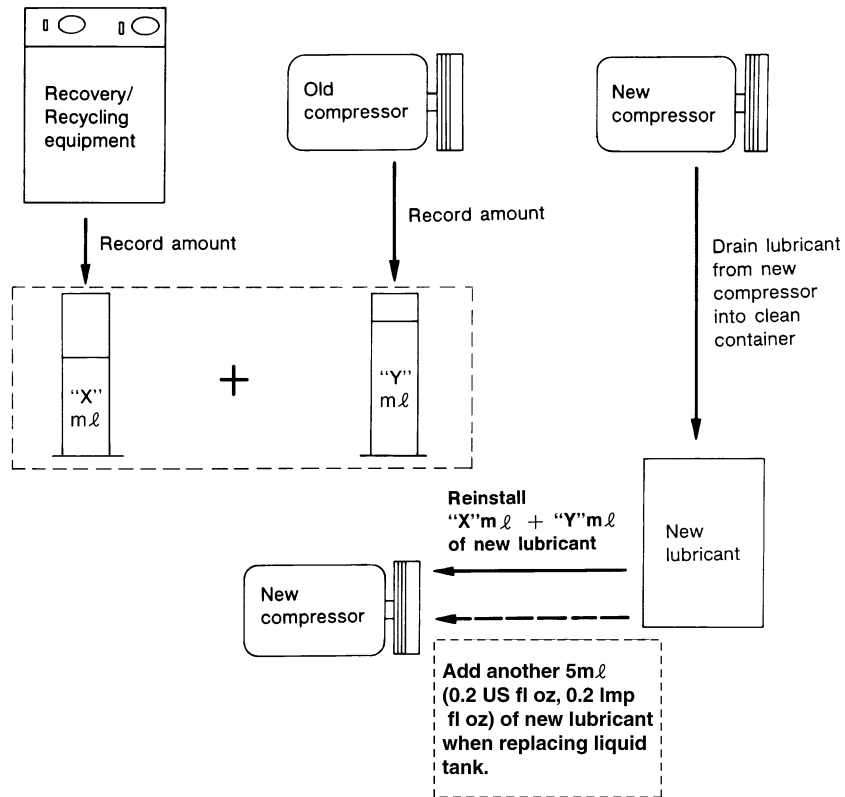 Recovery/
Recycling
equipment
Old
compressor
New
compressor
Record amount
Record amount
Drain lubricant
from new
compressor
into clean
container
“X”
mℓ
+
“Y”
mℓ
Reinstall
“X”mℓ + “Y”mℓ
of new lubricant
New
lubricant
New
compressor
Add another 5mℓ
(0.2 US fl oz, 0.2 Imp
fl oz) of new lubricant
when replacing liquid
tank.